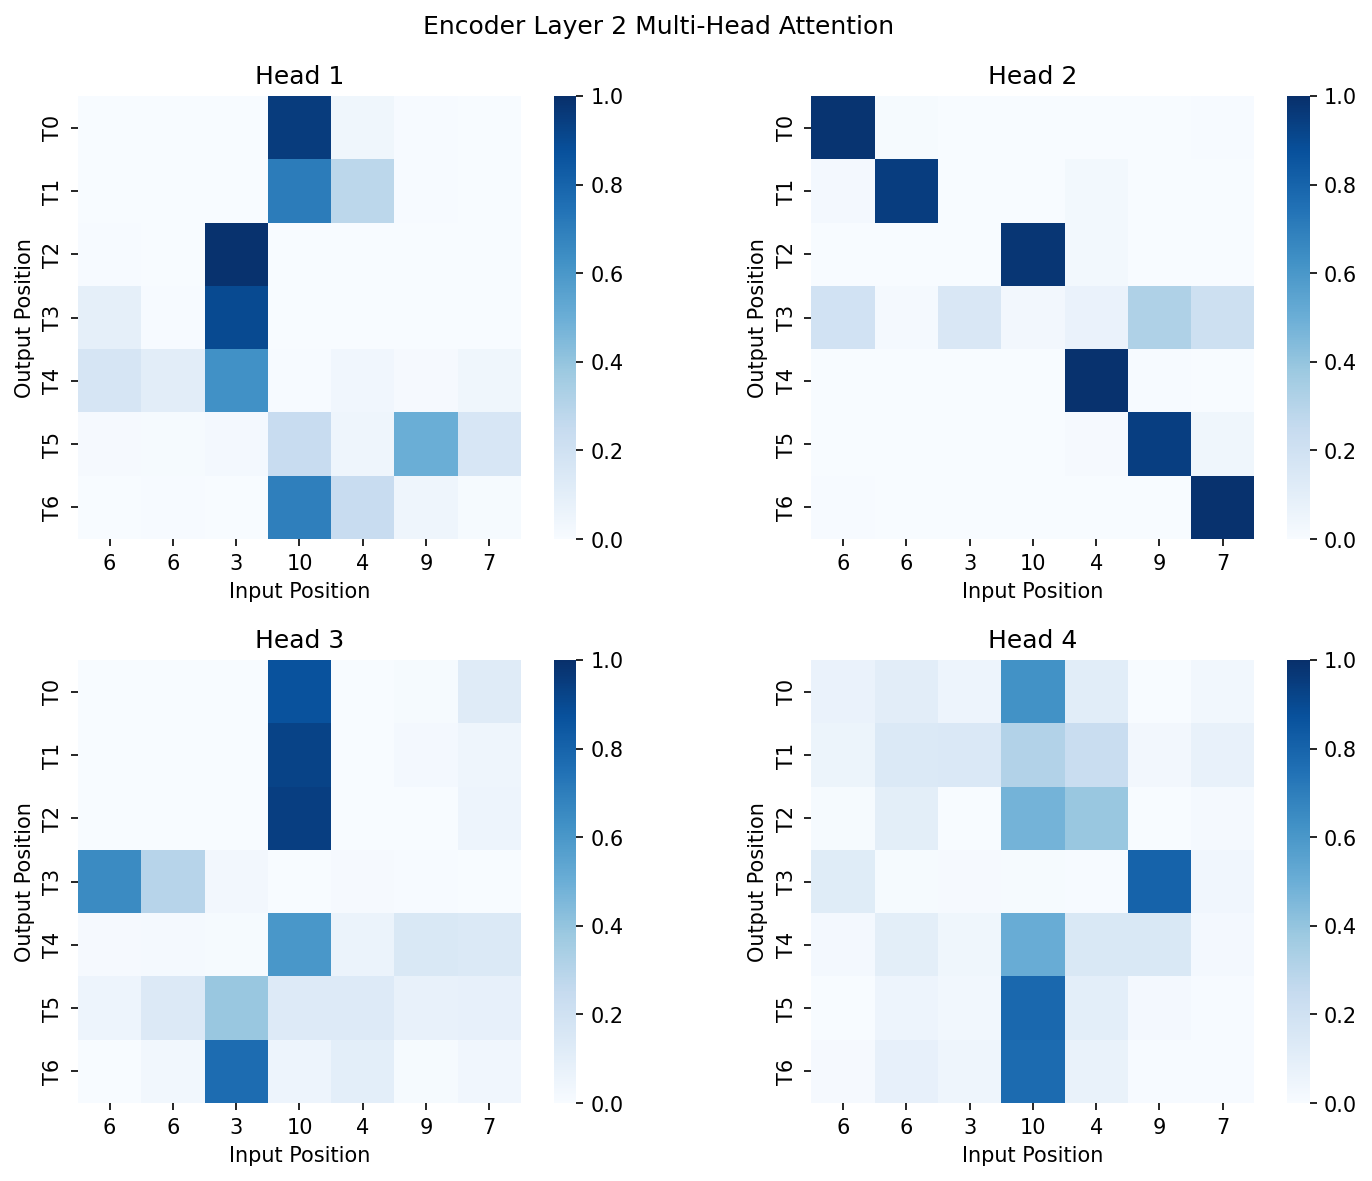 Encoder Layer 2 Multi-Head Attention
Head 1
Output Position
T0
T1
T2
T3
T4
T5
T6
6 6 3 10 4 9 7
Input Position
1.0
0.8
0.6
0.4
0.2
0.0
Head 2
Output Position
T0
T1
T2
T3
T4
T5
T6
6 6 3 10 4 9 7
Input Position
1.0
0.8
0.6
0.4
0.2
0.0
Head 3
Output Position
T0
T1
T2
T3
T4
T5
T6
6 6 3 10 4 9 7
Input Position
1.0
0.8
0.6
0.4
0.2
0.0
Head 4
Output Position
T0
T1
T2
T3
T4
T5
T6
6 6 3 10 4 9 7
Input Position
1.0
0.8
0.6
0.4
0.2
0.0